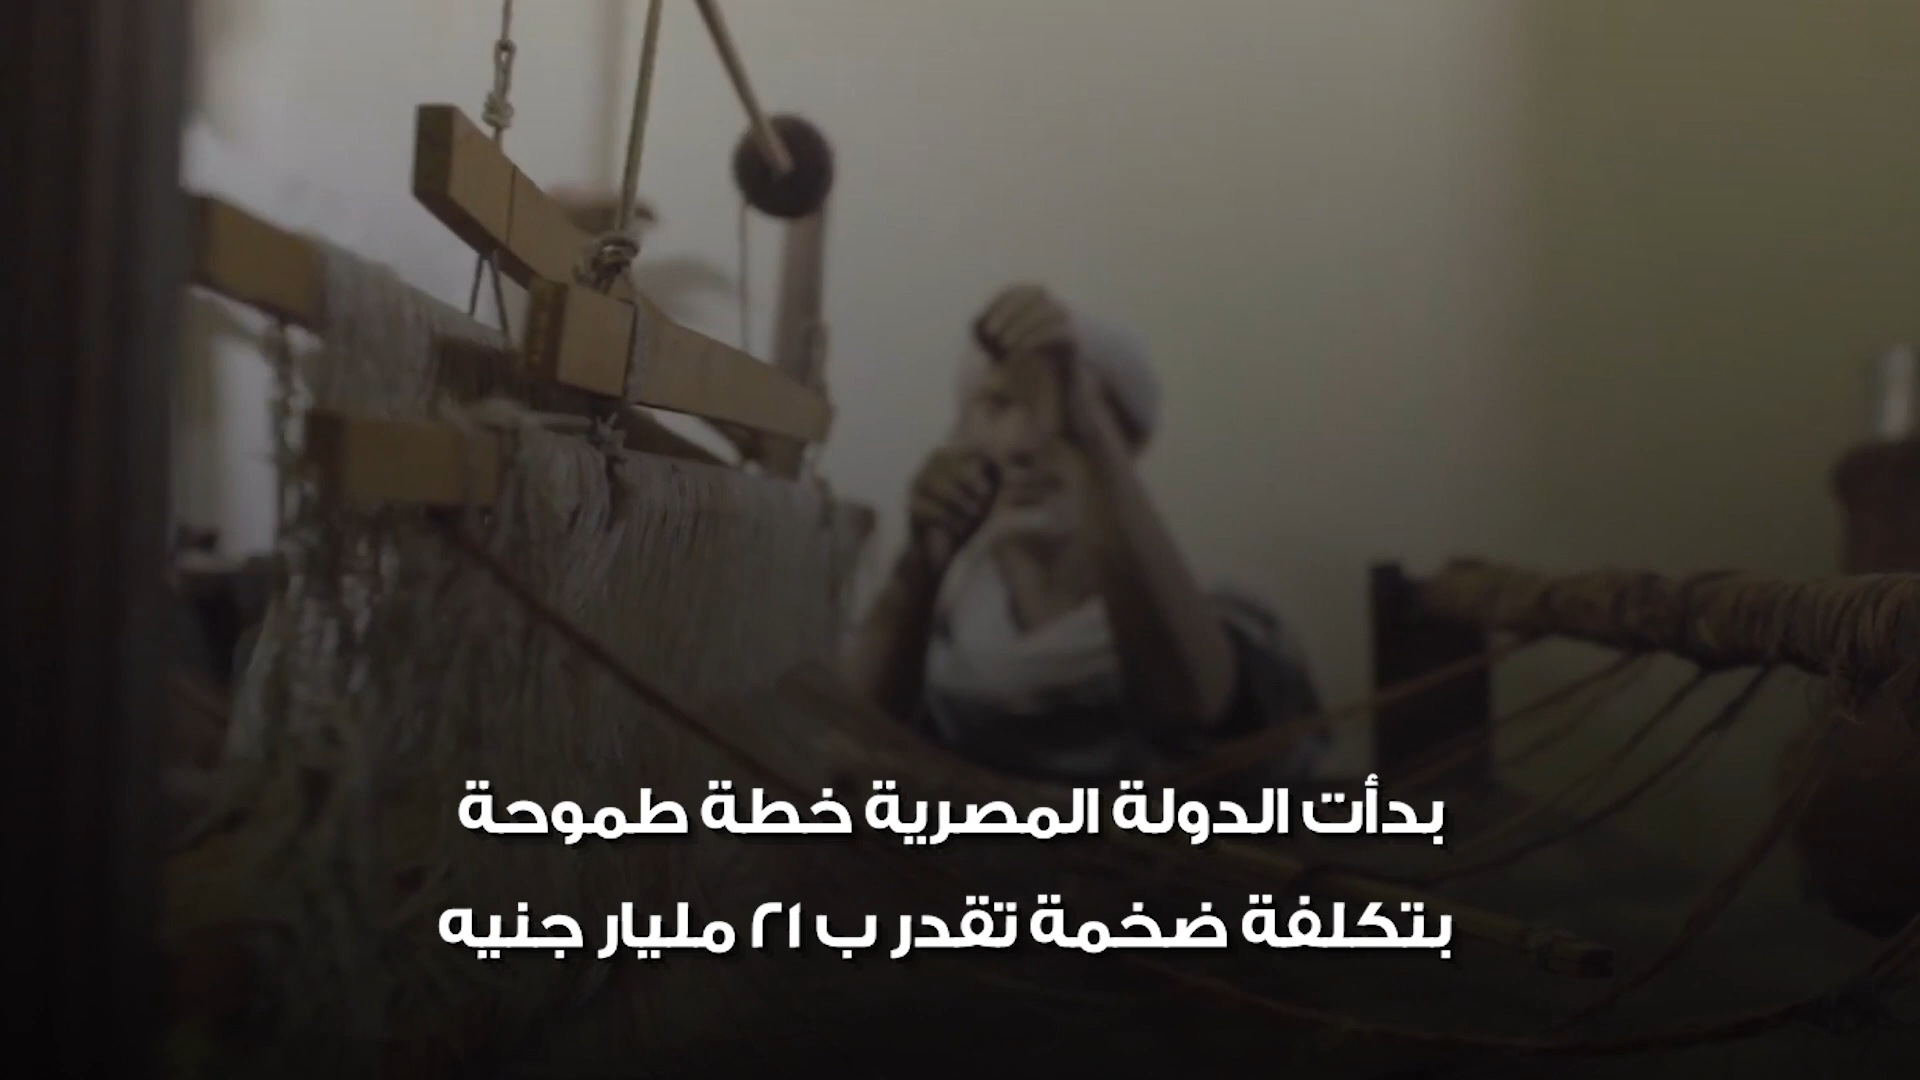 بدأت الدولة المصرية خطة طموحة
بتكلفة ضخمة تقدر ب ٢١ مليار جنيه